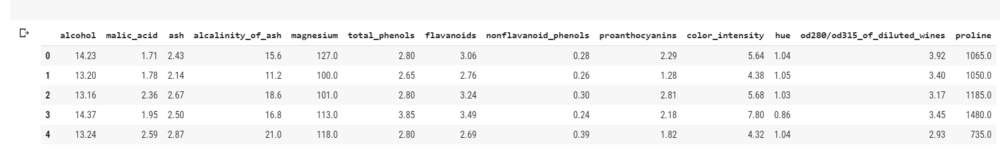 alcohol malic_acid ash alcalinity_of_ash magnesium total_phenols flavanoids nonflavanoid_phenols proanthocyanins color_intensity hue od280/od315_of_diluted_wines proline
0 14.23 1.71 2.43 15.6 127.0 2.80 3.06 0.28 2.29 5.64 1.04 3.92 1065.0
1 13.20 1.78 2.14 11.2 100.0 2.65 2.76 0.26 1.28 4.38 1.05 3.40 1050.0
2 13.16 2.36 2.67 18.6 101.0 2.80 3.24 0.30 2.81 5.68 1.03 3.17 1185.0
3 14.37 1.95 2.50 16.8 113.0 3.85 3.49 0.24 2.18 7.80 0.86 3.45 1480.0
4 13.24 2.59 2.87 21.0 118.0 2.80 2.69 0.39 1.82 4.32 1.04 2.93 735.0